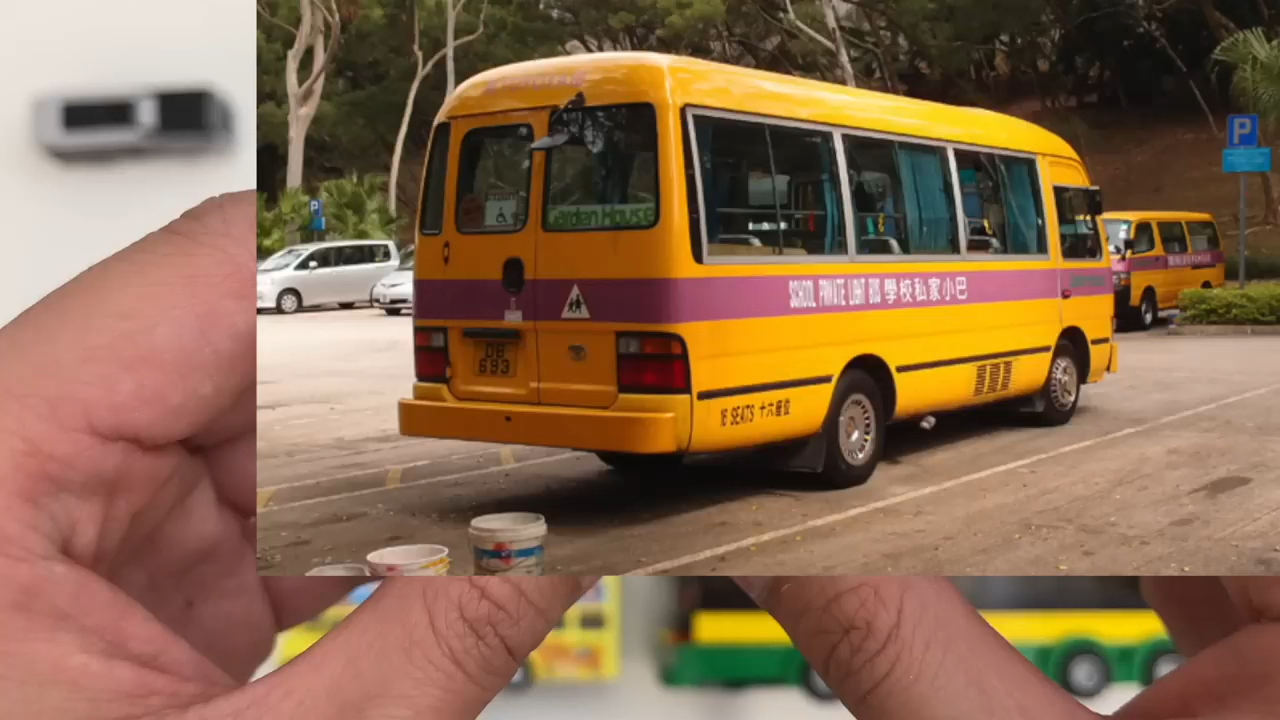 Garden House
SCHOOL PRIVATE LIGHT BUS 學校私家小巴
DB
693
16 SEATS 十六座位
P
P